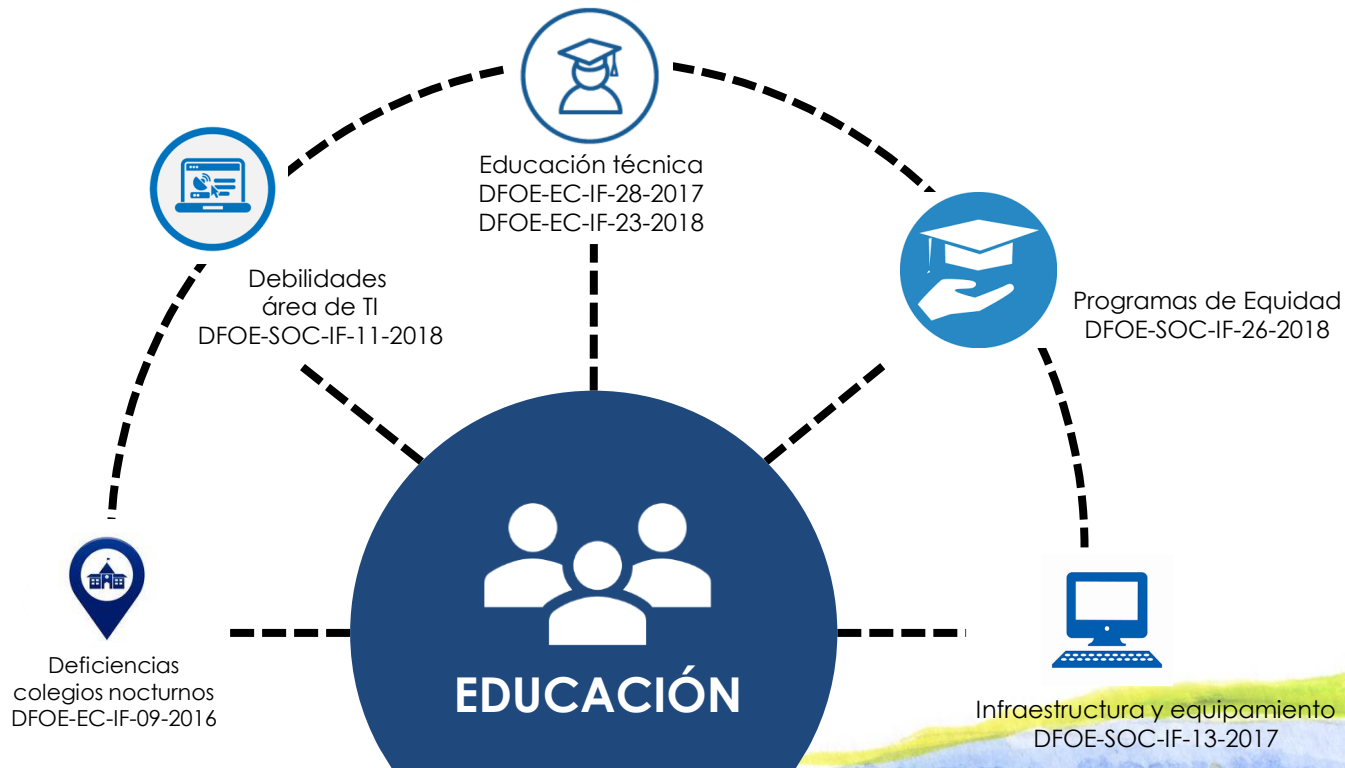 Educación técnica
DFOE-EC-IF-28-2017
DFOE-EC-IF-23-2018
Debilidades
área de TI
DFOE-SOC-IF-11-2018
Programas de Equidad
DFOE-SOC-IF-26-2018
Deficiencias
colegios nocturnos
DFOE-EC-IF-09-2016
EDUCACIÓN
Infraestructura y equipamiento
DFOE-SOC-IF-13-2017